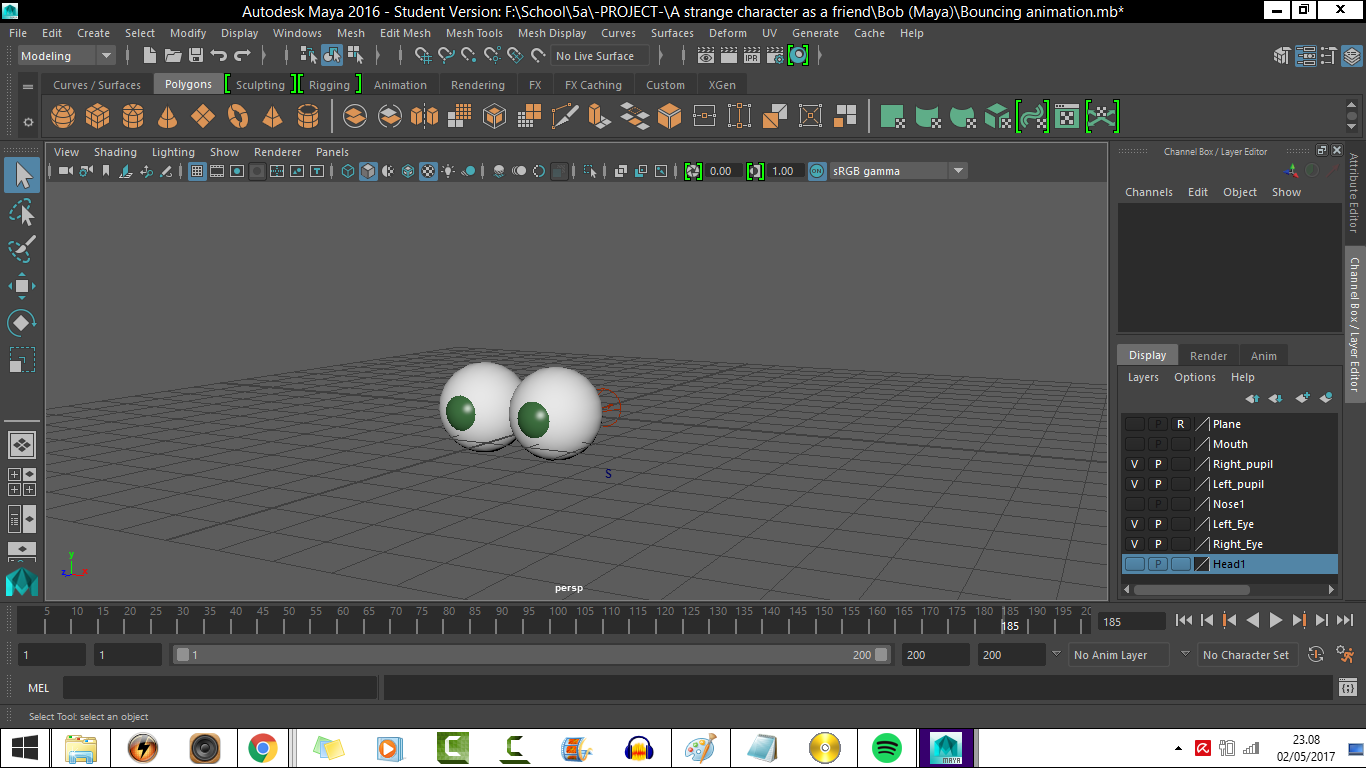 Autodesk Maya 2016 - Student Version: F:\School\5a\-PROJECT-\A strange character as a friend\Bob (Maya)\Bouncing animation.mb*
File Edit Create Select Modify Display Windows Mesh Edit Mesh Mesh Tools Mesh Display Curves Surfaces Deform UV Generate Cache Help
Modeling No Live Surface IPR
Curves / Surfaces Polygons Sculpting Rigging Animation Rendering FX FX Caching Custom XGen
View Shading Lighting Show Renderer Panels
0.00 1.00 ON sRGB gamma
Channel Box / Layer Editor
Channels Edit Object Show
Attribute Editor
Channel Box / Layer Editor
Display Render Anim
Layers Options Help
P R Plane
P Mouth
V P Right_pupil
V P Left_pupil
P Nose1
V P Left_Eye
V P Right_Eye
P Head1
S
y
z x
persp
5 10 15 20 25 30 35 40 45 50 55 60 65 70 75 80 85 90 95 100 105 110 115 120 125 130 135 140 145 150 155 160 165 170 175 180 185 190 195 20
185
185
1 1 1 200 200 200 No Anim Layer No Character Set
MEL
Select Tool: select an object
MAYA
23.08
02/05/2017